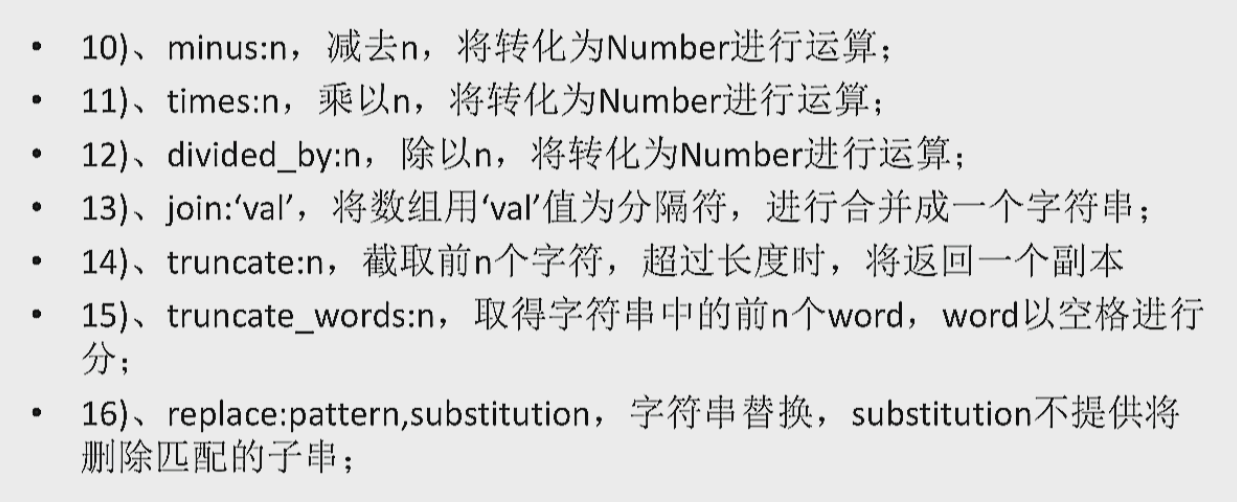 • 10)、minus:n，减去n，将转化为Number进行运算；
• 11)、times:n，乘以n，将转化为Number进行运算；
• 12)、divided_by:n，除以n，将转化为Number进行运算；
• 13)、join:‘val’，将数组用‘val’值为分隔符，进行合并成一个字符串；
• 14)、truncate:n，截取前n个字符，超过长度时，将返回一个副本
• 15)、truncate_words:n，取得字符串中的前n个word，word以空格进行
分；
• 16)、replace:pattern,substitution，字符串替换，substitution不提供将
删除匹配的子串；